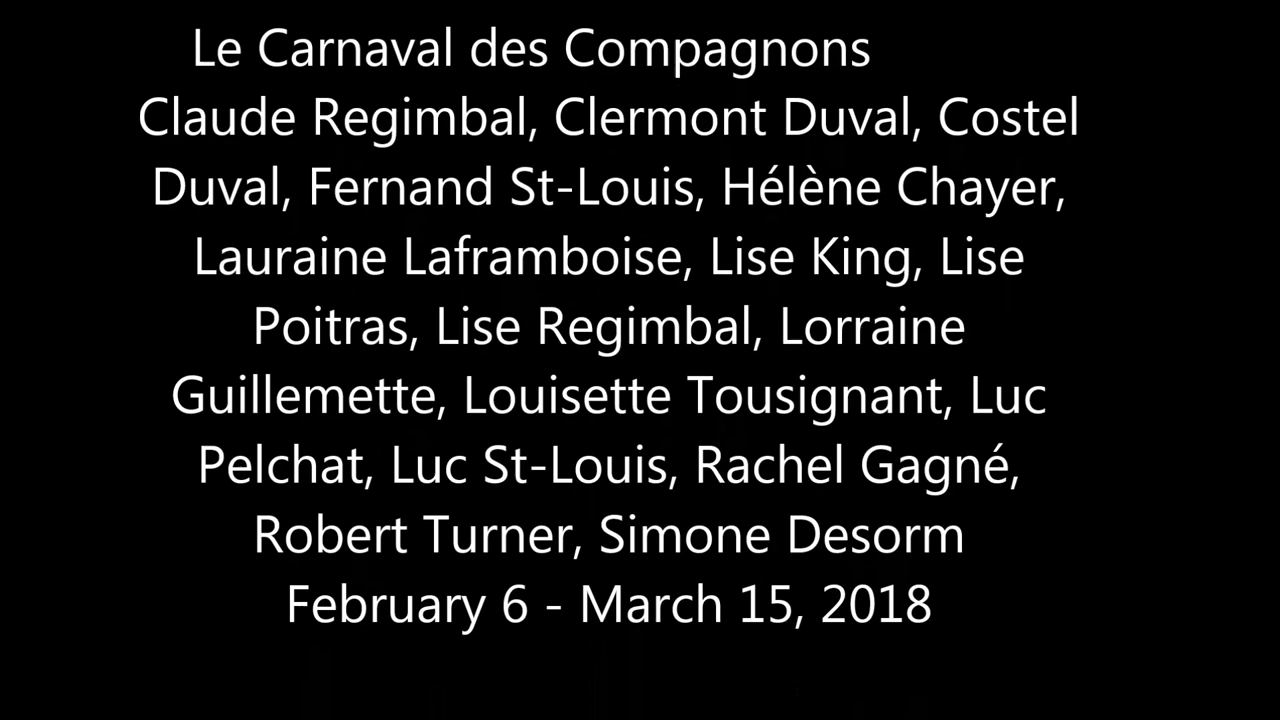 Le Carnaval des Compagnons
Claude Regimbal, Clermont Duval, Costel
Duval, Fernand St-Louis, Hélène Chayer,
Lauraine Laframboise, Lise King, Lise
Poitras, Lise Regimbal, Lorraine
Guillemette, Louisette Tousignant, Luc
Pelchat, Luc St-Louis, Rachel Gagné,
Robert Turner, Simone Desorm
February 6 - March 15, 2018